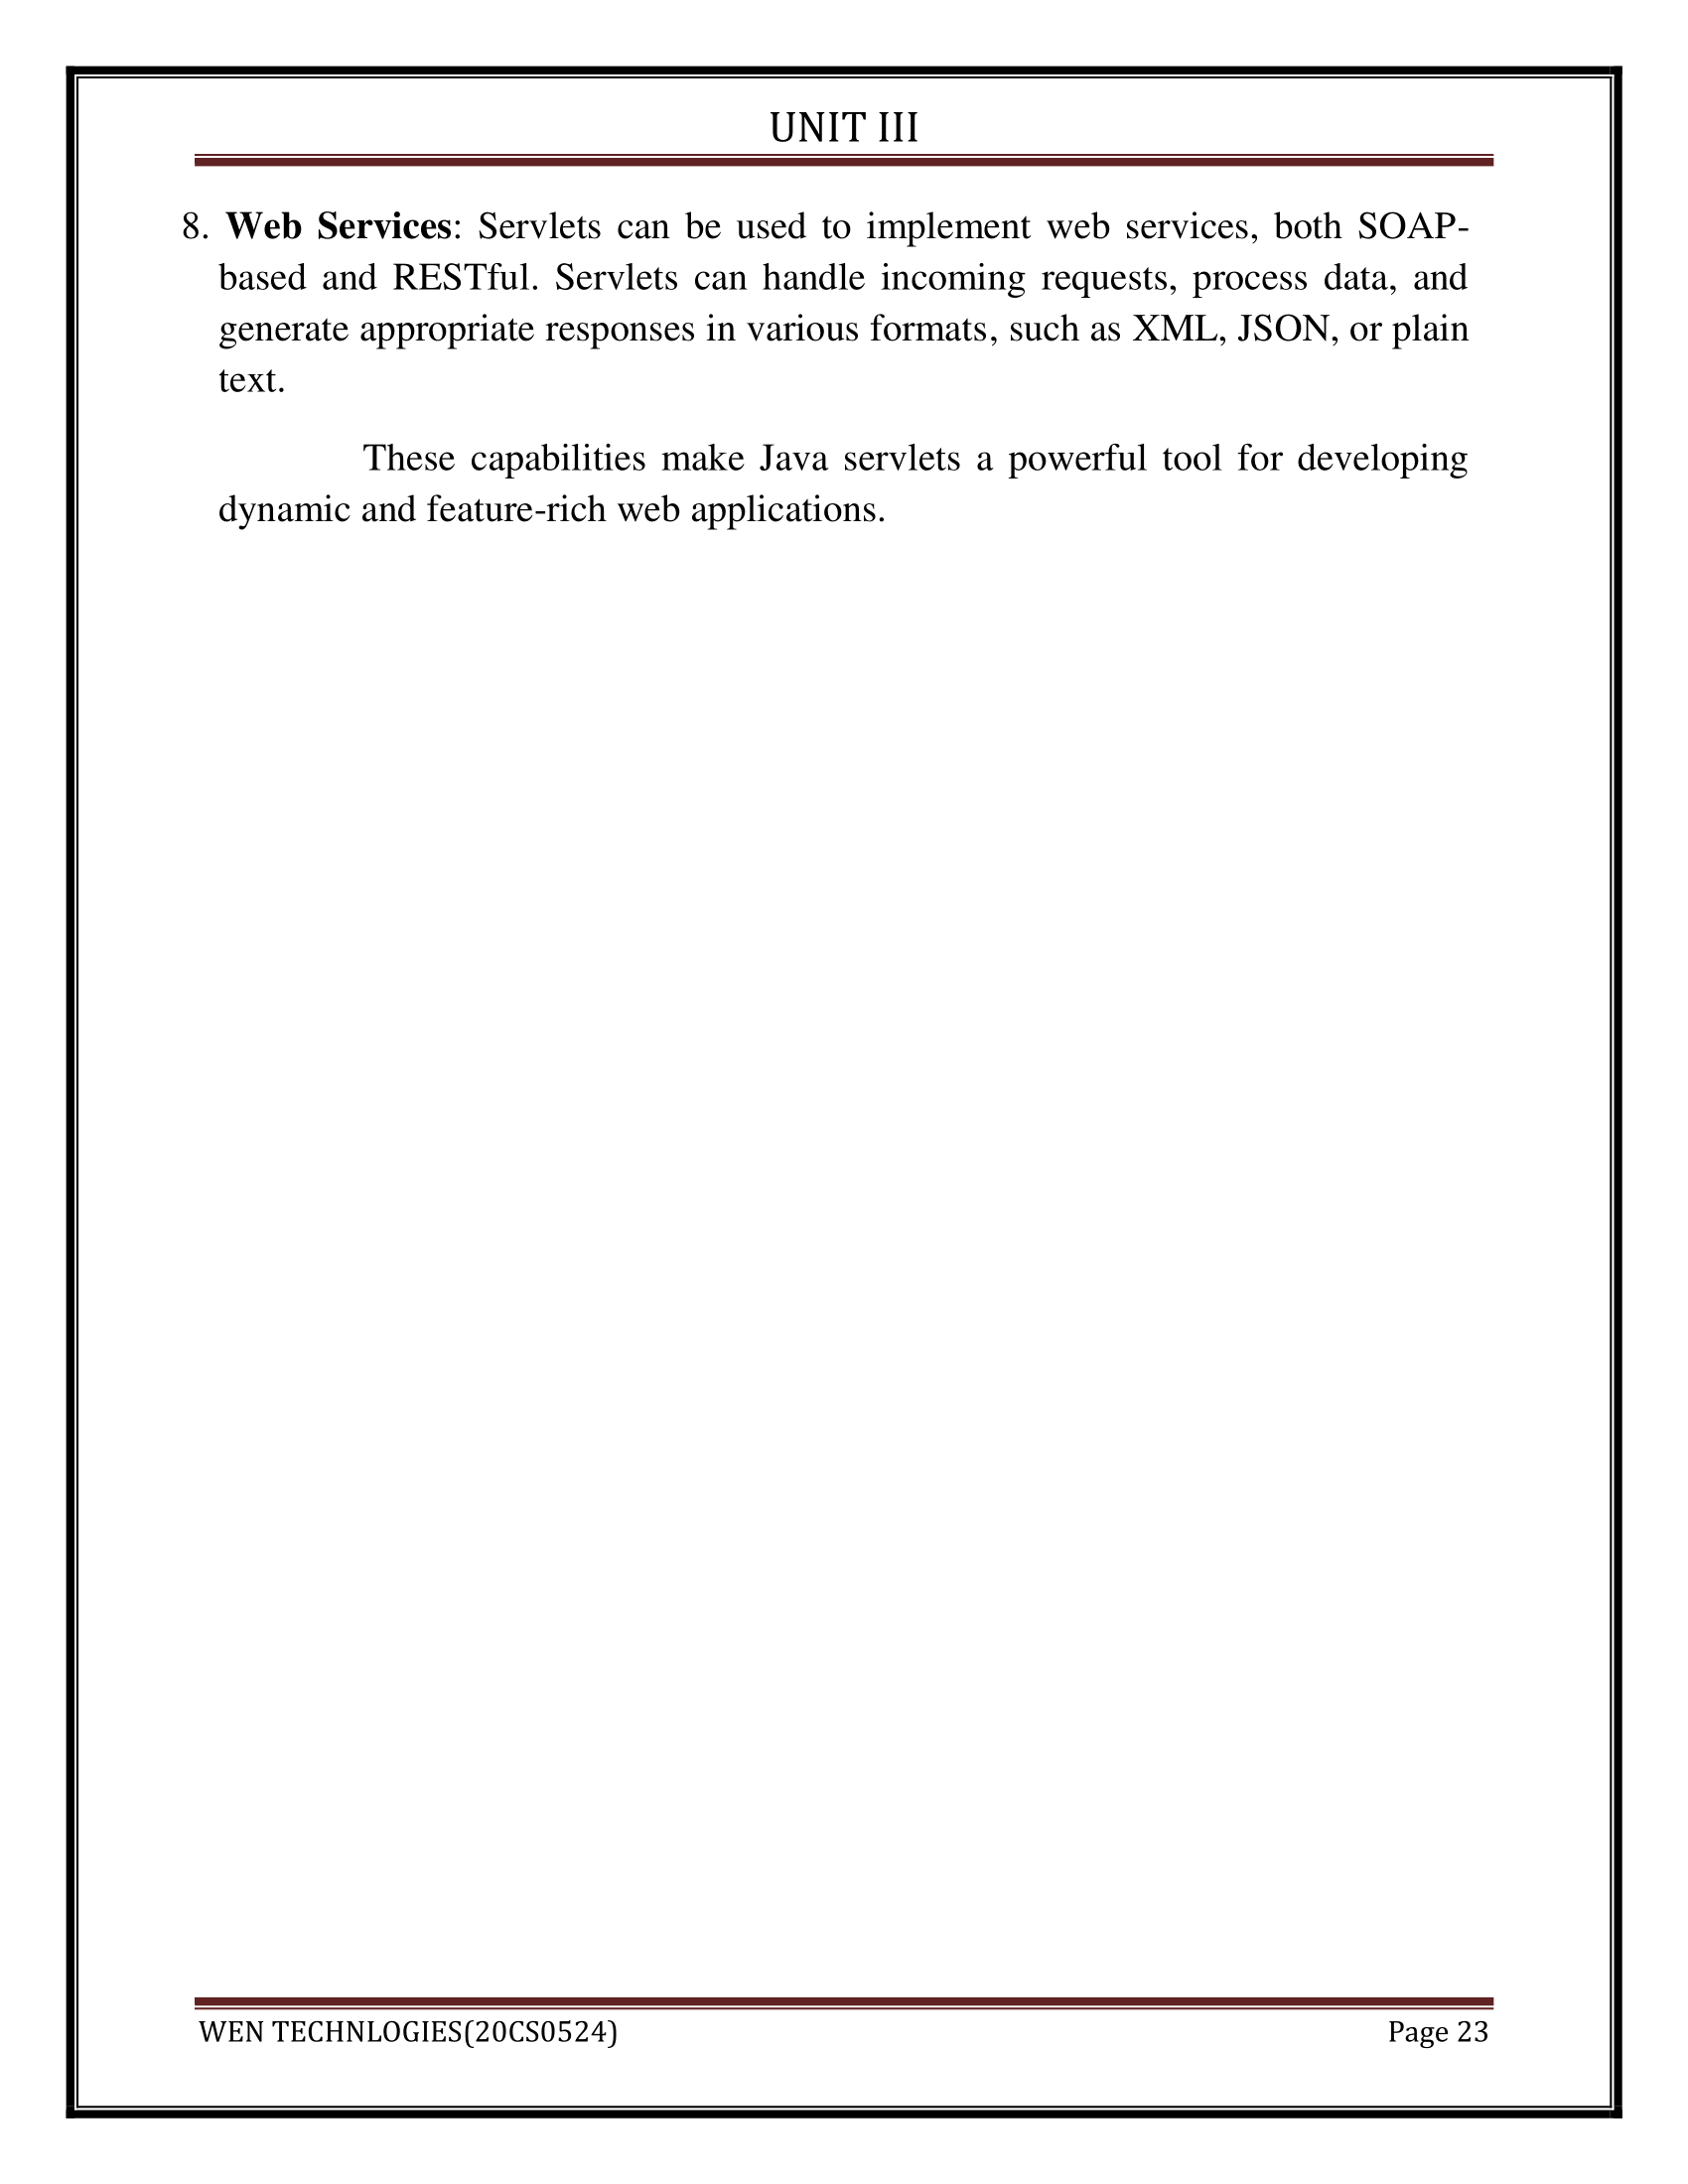 UNIT III
8. Web Services: Servlets can be used to implement web services, both SOAP-
based and RESTful. Servlets can handle incoming requests, process data, and
generate appropriate responses in various formats, such as XML, JSON, or plain
text.
These capabilities make Java servlets a powerful tool for developing
dynamic and feature-rich web applications.
WEN TECHNLOGIES(20CS0524) Page 23